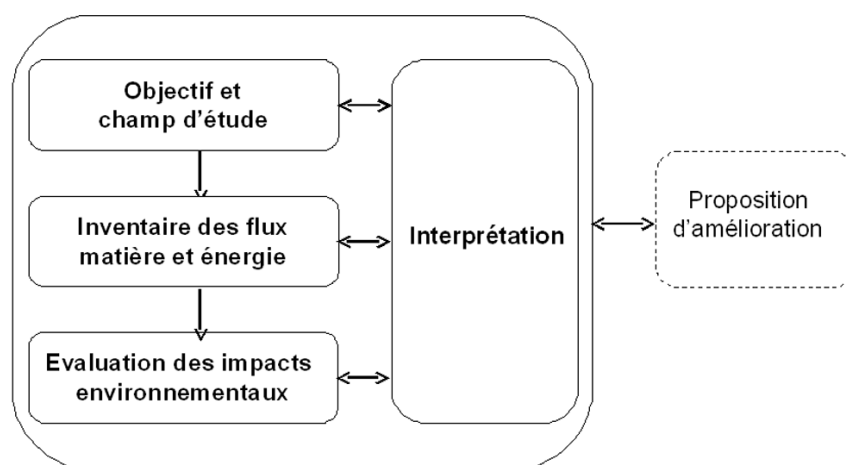 Objectif et
champ d'étude
Inventaire des flux
matière et énergie
Evaluation des impacts
environnementaux
Interprétation
Proposition
d'amélioration